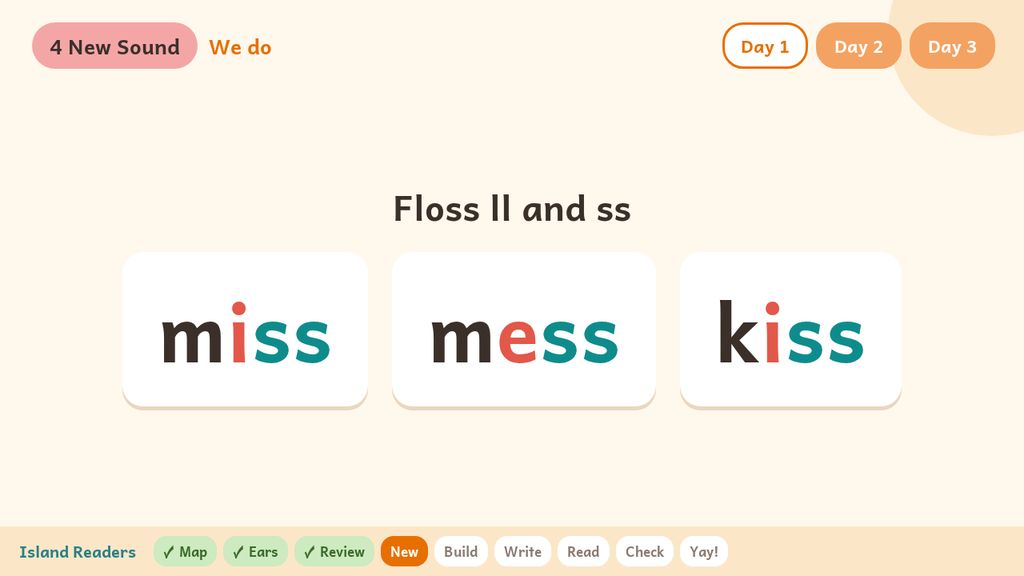 4 New Sound We do Day 1 Day 2 Day 3
Floss ll and ss
miss mess kiss
Island Readers ✓ Map ✓ Ears ✓ Review New Build Write Read Check Yay!